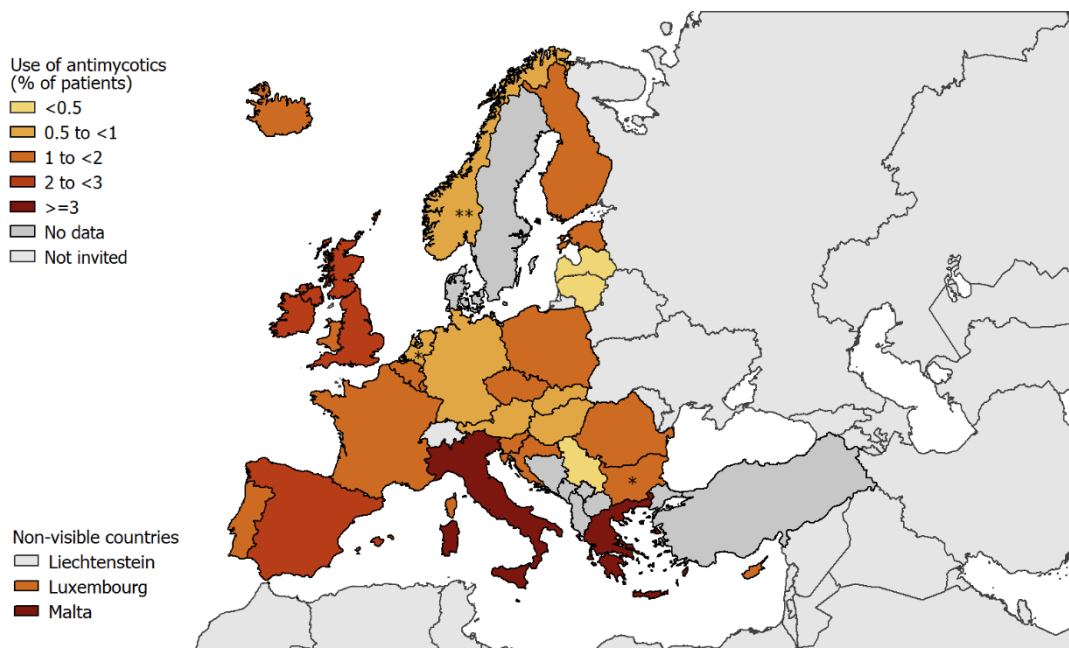 Use of antimycotics
(% of patients)
<0.5
0.5 to <1
1 to <2
2 to <3
>=3
No data
Not invited
**
*
*
Non-visible countries
Liechtenstein
Luxembourg
Malta